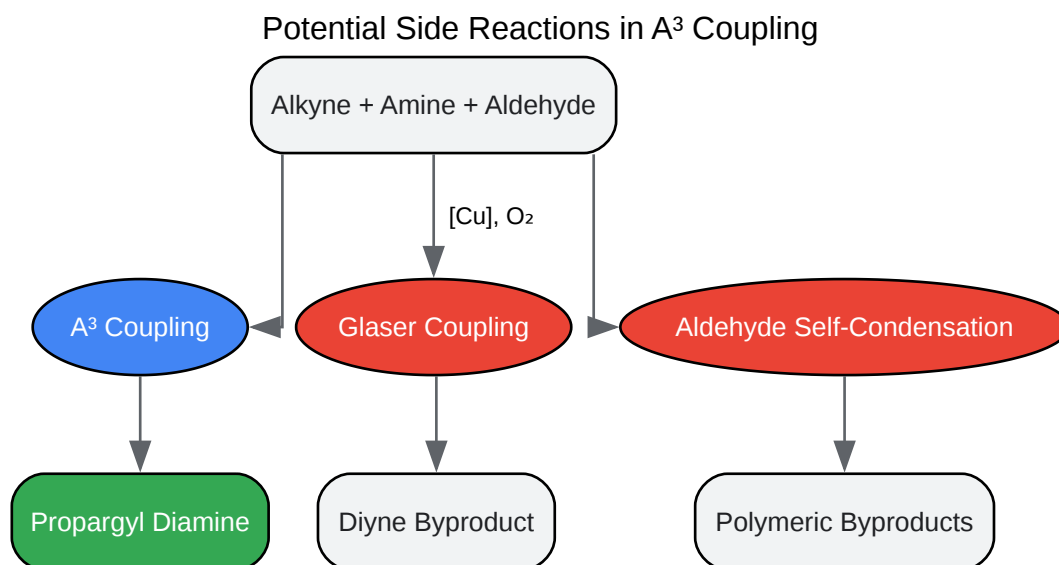 Potential Side Reactions in A³ Coupling
Alkyne + Amine + Aldehyde
[Cu], O₂
A³ Coupling
Glaser Coupling
Aldehyde Self-Condensation
Propargyl Diamine
Diyne Byproduct
Polymeric Byproducts